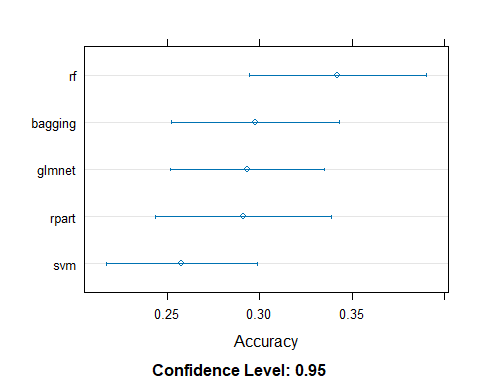 rf
bagging
glmnet
rpart
svm
0.25 0.30 0.35
Accuracy
Confidence Level: 0.95